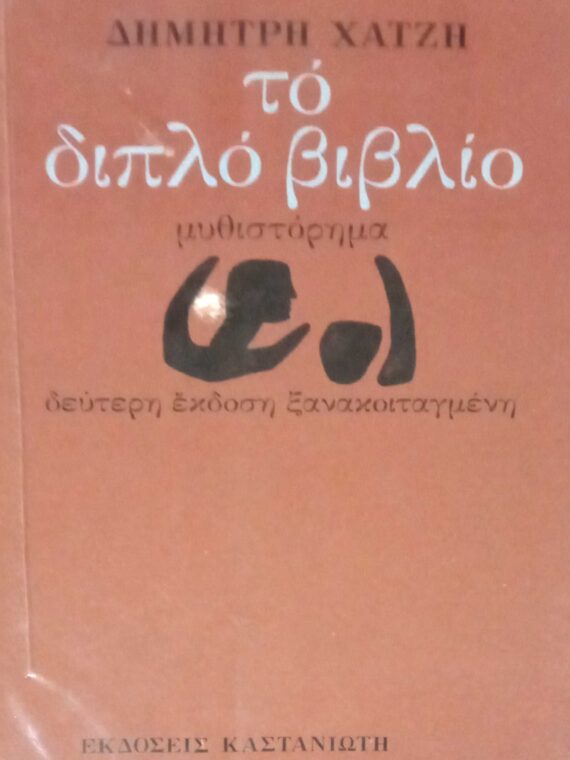 ΔΗΜΗΤΡΗ ΧΑΤΖΗ
τό
διπλό βιβλίο
μυθιστόρημα
δεύτερη ἔκδοση ξανακοιταγμένη
ΕΚΔΟΣΕΙΣ ΚΑΣΤΑΝΙΩΤΗ